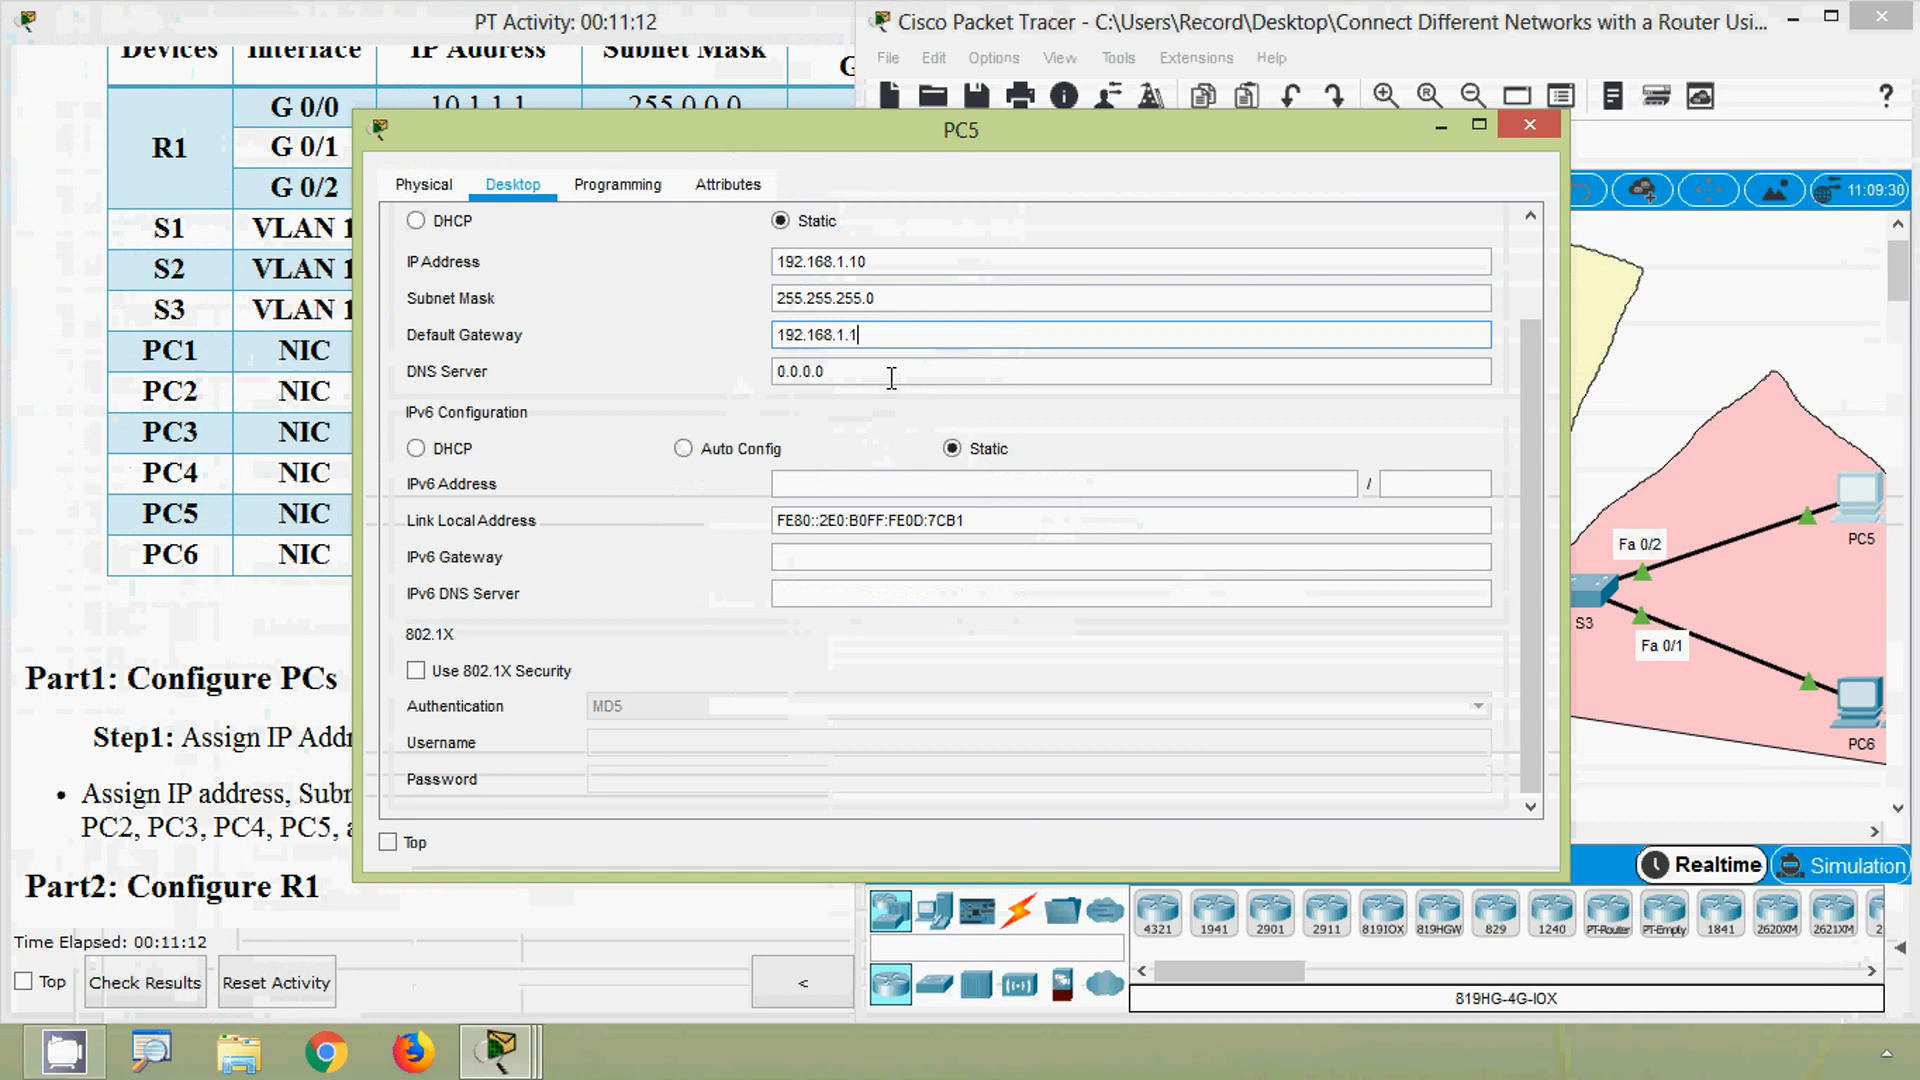 PT Activity: 00:11:12
Cisco Packet Tracer - C:\Users\Record\Desktop\Connect Different Networks with a Router Usi...
File Edit Options View Tools Extensions Help
Devices Interface IP Address Subnet Mask G
R1 G 0/0 10.1.1.1 255.0.0.0
G 0/1
G 0/2
S1 VLAN 1
S2 VLAN 1
S3 VLAN 1
PC1 NIC
PC2 NIC
PC3 NIC
PC4 NIC
PC5 NIC
PC6 NIC
Part1: Configure PCs
Step1: Assign IP Addr
• Assign IP address, Subn
PC2, PC3, PC4, PC5, a
Part2: Configure R1
Time Elapsed: 00:11:12
Top Check Results Reset Activity <
PC5
Physical Desktop Programming Attributes
DHCP Static
IP Address 192.168.1.10
Subnet Mask 255.255.255.0
Default Gateway 192.168.1.1
DNS Server 0.0.0.0
IPv6 Configuration
DHCP Auto Config Static
IPv6 Address /
Link Local Address FE80::2E0:B0FF:FE0D:7CB1
IPv6 Gateway
IPv6 DNS Server
802.1X
Use 802.1X Security
Authentication MD5
Username
Password
Top
11:09:30
PC5
Fa 0/2
S3
Fa 0/1
PC6
Realtime Simulation
4321 1941 2901 2911 819IOX 819HGW 829 1240 PT-Router PT-Empty 1841 2620XM 2621XM 2
819HG-4G-IOX